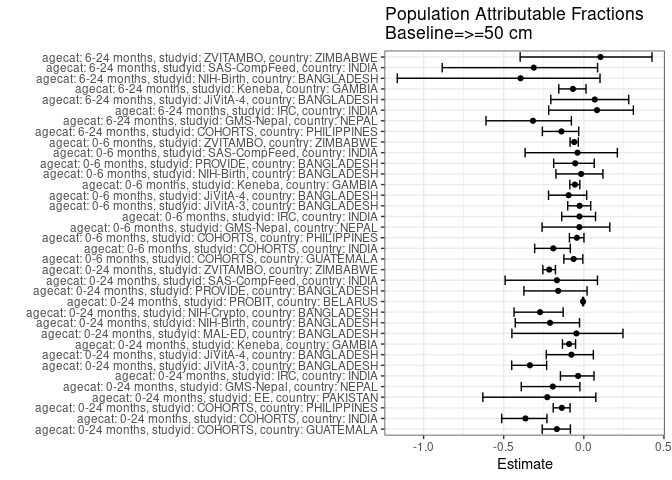 Population Attributable Fractions
Baseline=>=50 cm
agecat: 6-24 months, studyid: ZVITAMBO, country: ZIMBABWE
agecat: 6-24 months, studyid: SAS-CompFeed, country: INDIA
agecat: 6-24 months, studyid: NIH-Birth, country: BANGLADESH
agecat: 6-24 months, studyid: Keneba, country: GAMBIA
agecat: 6-24 months, studyid: JiVitA-4, country: BANGLADESH
agecat: 6-24 months, studyid: IRC, country: INDIA
agecat: 6-24 months, studyid: GMS-Nepal, country: NEPAL
agecat: 6-24 months, studyid: COHORTS, country: PHILIPPINES
agecat: 0-6 months, studyid: ZVITAMBO, country: ZIMBABWE
agecat: 0-6 months, studyid: SAS-CompFeed, country: INDIA
agecat: 0-6 months, studyid: PROVIDE, country: BANGLADESH
agecat: 0-6 months, studyid: NIH-Birth, country: BANGLADESH
agecat: 0-6 months, studyid: Keneba, country: GAMBIA
agecat: 0-6 months, studyid: JiVitA-4, country: BANGLADESH
agecat: 0-6 months, studyid: JiVitA-3, country: BANGLADESH
agecat: 0-6 months, studyid: IRC, country: INDIA
agecat: 0-6 months, studyid: GMS-Nepal, country: NEPAL
agecat: 0-6 months, studyid: COHORTS, country: PHILIPPINES
agecat: 0-6 months, studyid: COHORTS, country: INDIA
agecat: 0-6 months, studyid: COHORTS, country: GUATEMALA
agecat: 0-24 months, studyid: ZVITAMBO, country: ZIMBABWE
agecat: 0-24 months, studyid: SAS-CompFeed, country: INDIA
agecat: 0-24 months, studyid: PROVIDE, country: BANGLADESH
agecat: 0-24 months, studyid: PROBIT, country: BELARUS
agecat: 0-24 months, studyid: NIH-Crypto, country: BANGLADESH
agecat: 0-24 months, studyid: NIH-Birth, country: BANGLADESH
agecat: 0-24 months, studyid: MAL-ED, country: BANGLADESH
agecat: 0-24 months, studyid: Keneba, country: GAMBIA
agecat: 0-24 months, studyid: JiVitA-4, country: BANGLADESH
agecat: 0-24 months, studyid: JiVitA-3, country: BANGLADESH
agecat: 0-24 months, studyid: IRC, country: INDIA
agecat: 0-24 months, studyid: GMS-Nepal, country: NEPAL
agecat: 0-24 months, studyid: EE, country: PAKISTAN
agecat: 0-24 months, studyid: COHORTS, country: PHILIPPINES
agecat: 0-24 months, studyid: COHORTS, country: INDIA
agecat: 0-24 months, studyid: COHORTS, country: GUATEMALA
-1.0 -0.5 0.0 0.5
Estimate